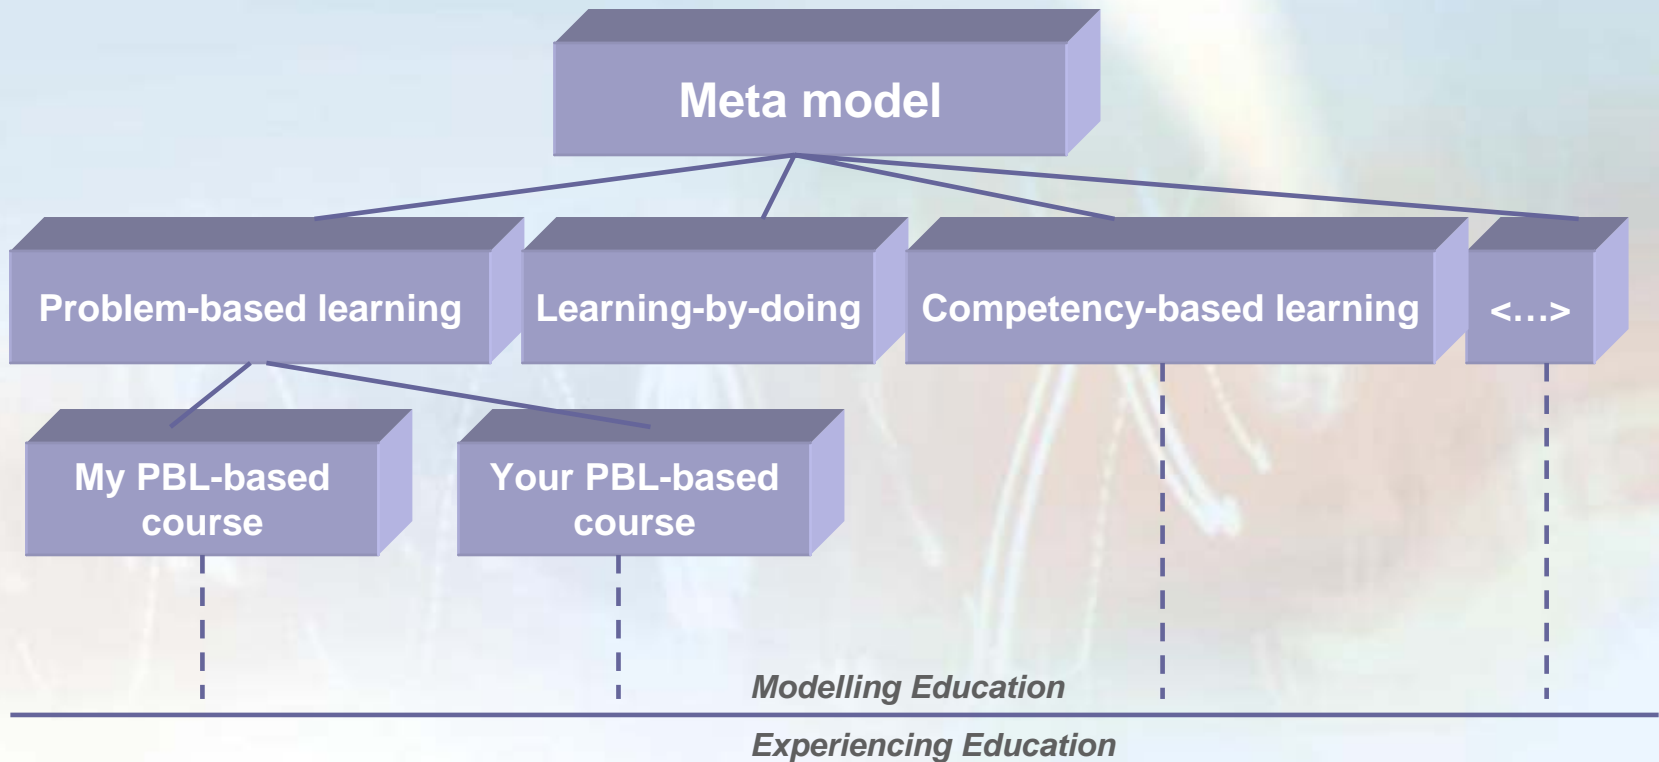 Meta model
Problem-based learning
Learning-by-doing
Competency-based learning
<…>
My PBL-based
course
Your PBL-based
course
Modelling Education
Experiencing Education